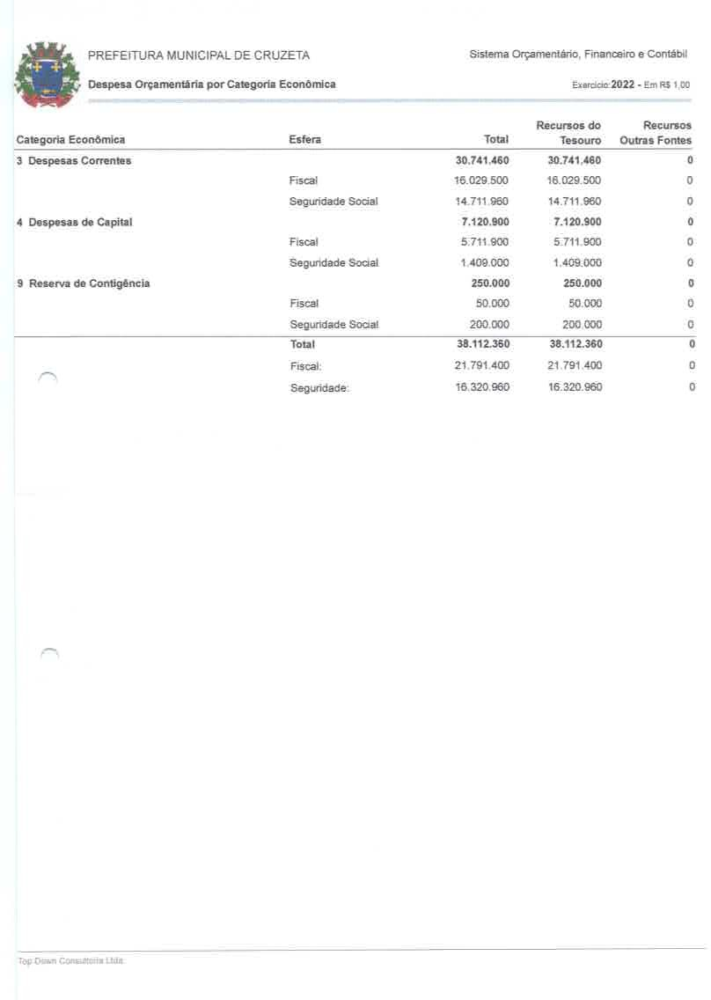 PREFEITURA MUNICIPAL DE CRUZETA
Sistema Orçamentário, Financeiro e Contábil
Despesa Orçamentária por Categoria Econômica
Exercício:2022 - Em R$ 1,00
Categoria Econômica Esfera Total Recursos do Tesouro Recursos Outras Fontes
3 Despesas Correntes 30.741.460 30.741.460 0
Fiscal 16.029.500 16.029.500 0
Seguridade Social 14.711.960 14.711.960 0
4 Despesas de Capital 7.120.900 7.120.900 0
Fiscal 5.711.900 5.711.900 0
Seguridade Social 1.409.000 1.409.000 0
9 Reserva de Contigência 250.000 250.000 0
Fiscal 50.000 50.000 0
Seguridade Social 200.000 200.000 0
Total 38.112.360 38.112.360 0
Fiscal: 21.791.400 21.791.400 0
Seguridade: 16.320.960 16.320.960 0
Top Down Consultoria Ltda